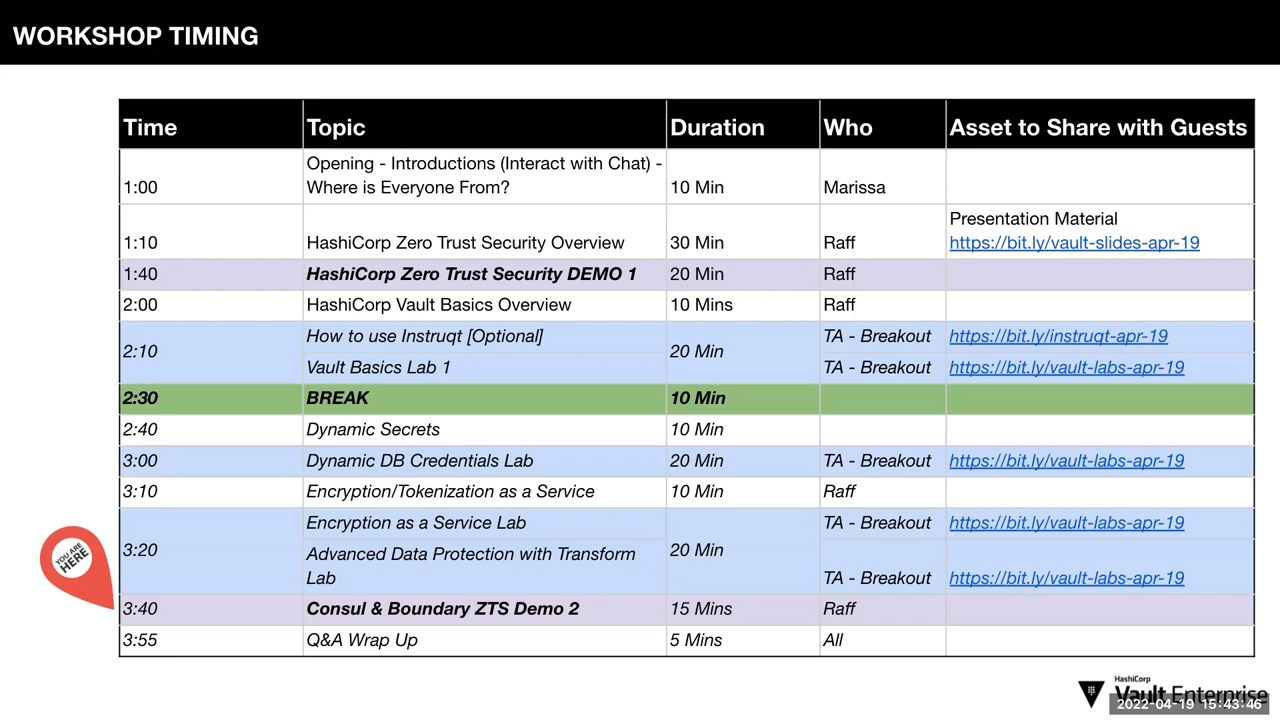 WORKSHOP TIMING
Time Topic Duration Who Asset to Share with Guests
Opening - Introductions (Interact with Chat) -
1:00 Where is Everyone From? 10 Min Marissa
Presentation Material
1:10 HashiCorp Zero Trust Security Overview 30 Min Raff https://bit.ly/vault-slides-apr-19
1:40 HashiCorp Zero Trust Security DEMO 1 20 Min Raff
2:00 HashiCorp Vault Basics Overview 10 Mins Raff
How to use Instruqt [Optional] TA - Breakout https://bit.ly/instruqt-apr-19
2:10 20 Min
Vault Basics Lab 1 TA - Breakout https://bit.ly/vault-labs-apr-19
2:30 BREAK 10 Min
2:40 Dynamic Secrets 10 Min
3:00 Dynamic DB Credentials Lab 20 Min TA - Breakout https://bit.ly/vault-labs-apr-19
3:10 Encryption/Tokenization as a Service 10 Min Raff
Encryption as a Service Lab TA - Breakout https://bit.ly/vault-labs-apr-19
3:20 20 Min
Advanced Data Protection with Transform
Lab TA - Breakout https://bit.ly/vault-labs-apr-19
YOU ARE
HERE
3:40 Consul & Boundary ZTS Demo 2 15 Mins Raff
3:55 Q&A Wrap Up 5 Mins All
HashiCorp
Vault Enterprise
2022-04-19 15:43:46